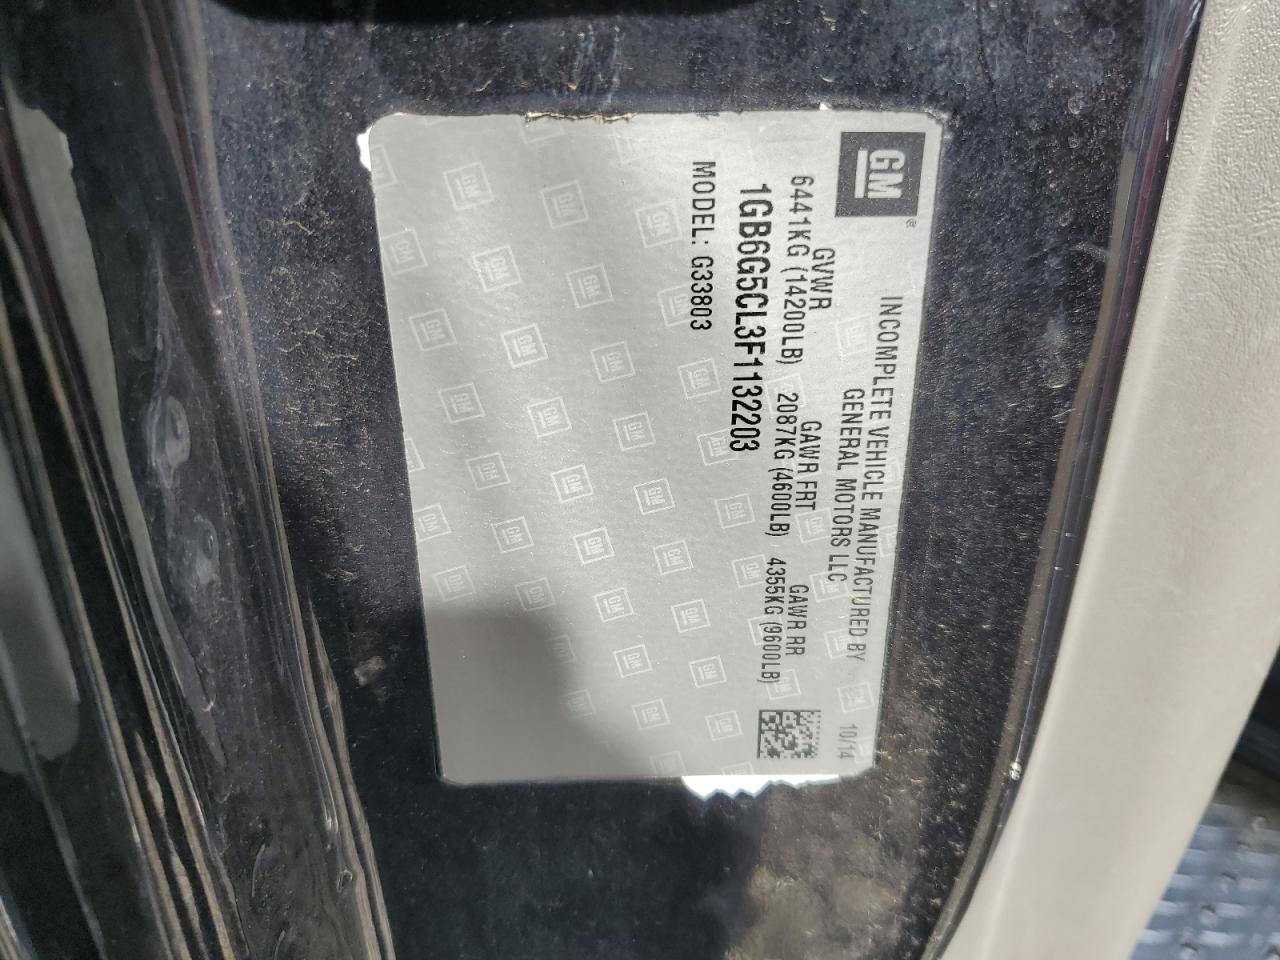 GM®
INCOMPLETE VEHICLE MANUFACTURED BY 10/14
GENERAL MOTORS LLC
GVWR GAWR FRT GAWR RR
6441KG (14200LB) 2087KG (4600LB) 4355KG (9600LB)
1GB6G5CL3F1132203
MODEL: G33803